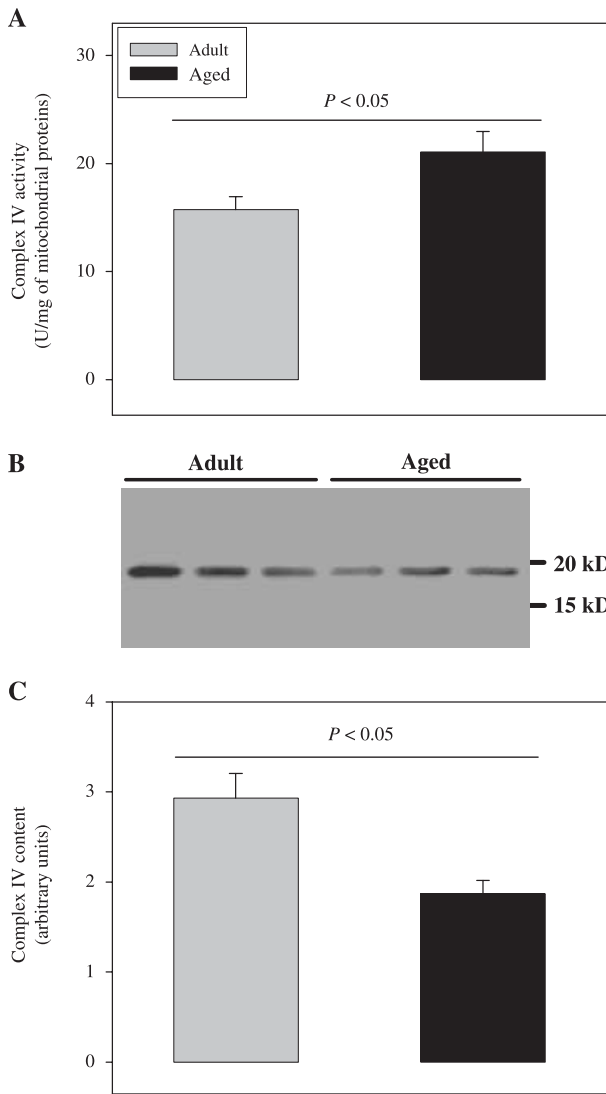 A
30
20
10
0
Adult
Aged
P < 0.05
Complex IV activity
(U/mg of mitochondrial proteins)
B
Adult
Aged
20 kD
15 kD
C
4
3
2
1
0
P < 0.05
Complex IV content
(arbitrary units)